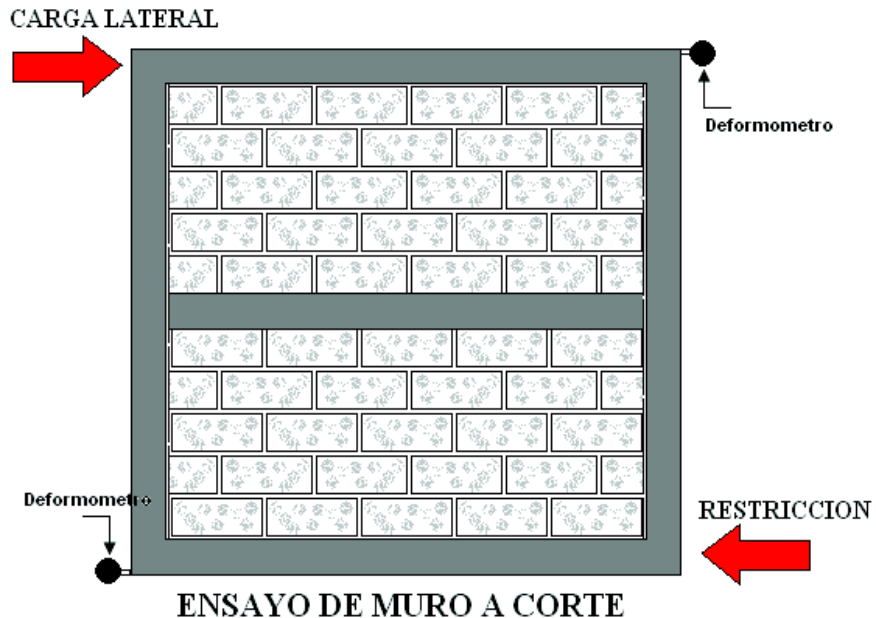 CARGA LATERAL
Deformometro
Deformometro
RESTRICCION
ENSAYO DE MURO A CORTE